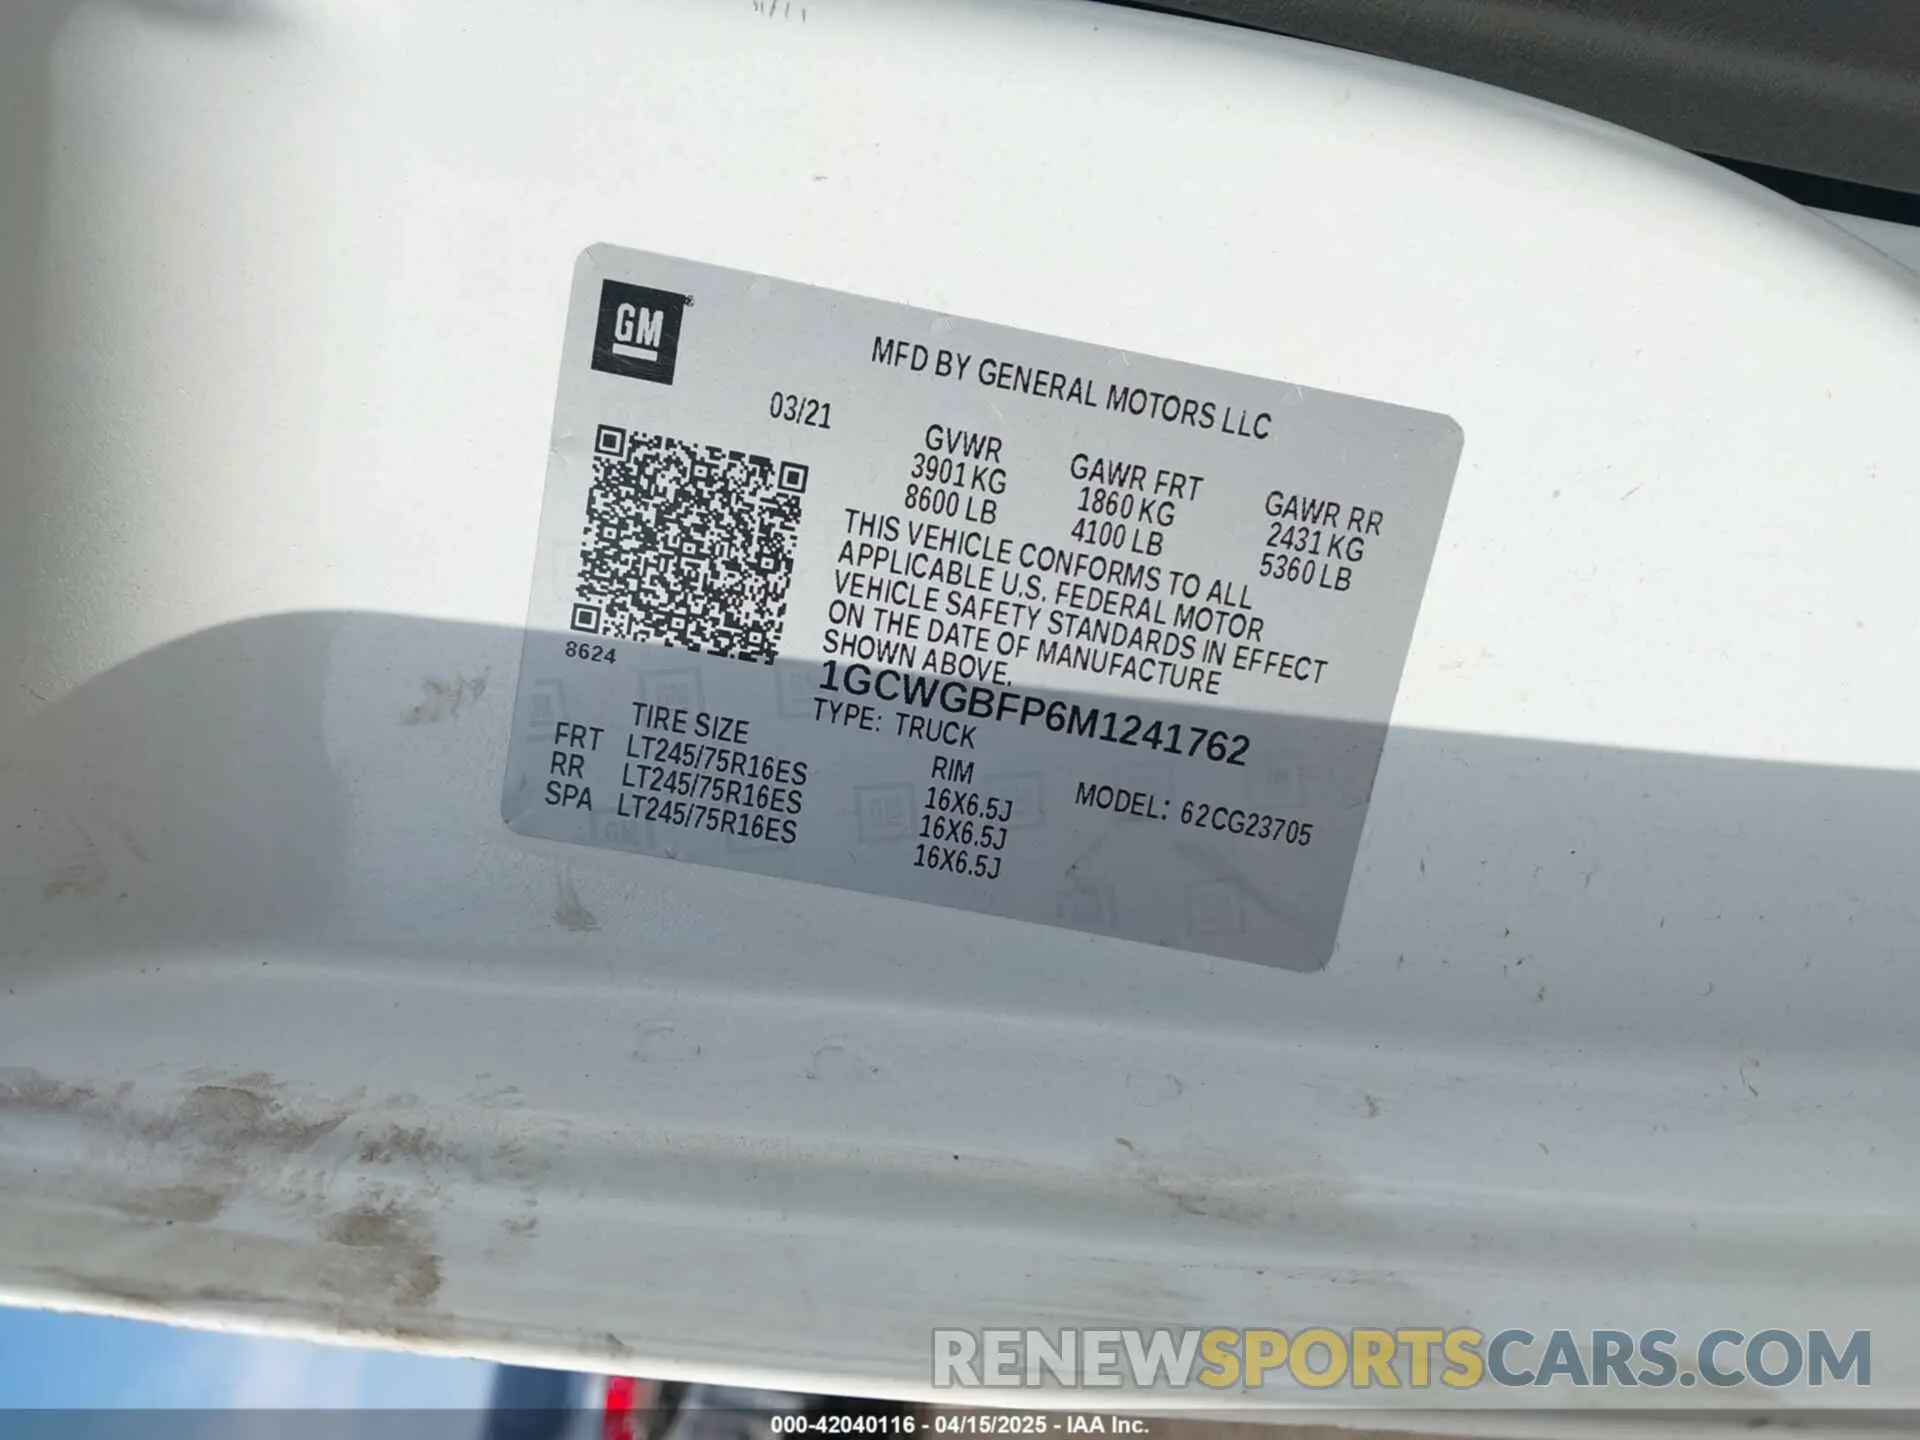 GM
MFD BY GENERAL MOTORS LLC
03/21
GVWR GAWR FRT GAWR RR
3901 KG 1860 KG 2431 KG
8600 LB 4100 LB 5360 LB
THIS VEHICLE CONFORMS TO ALL
APPLICABLE U.S. FEDERAL MOTOR
VEHICLE SAFETY STANDARDS IN EFFECT
ON THE DATE OF MANUFACTURE
SHOWN ABOVE.
8624
1GCWGBFP6M1241762
TYPE: TRUCK
MODEL: 62CG23705
TIRE SIZE RIM
FRT LT245/75R16ES 16X6.5J
RR LT245/75R16ES 16X6.5J
SPA LT245/75R16ES 16X6.5J
RENEWSPORTSCARS.COM
000-42040116 - 04/15/2025 - IAA Inc.